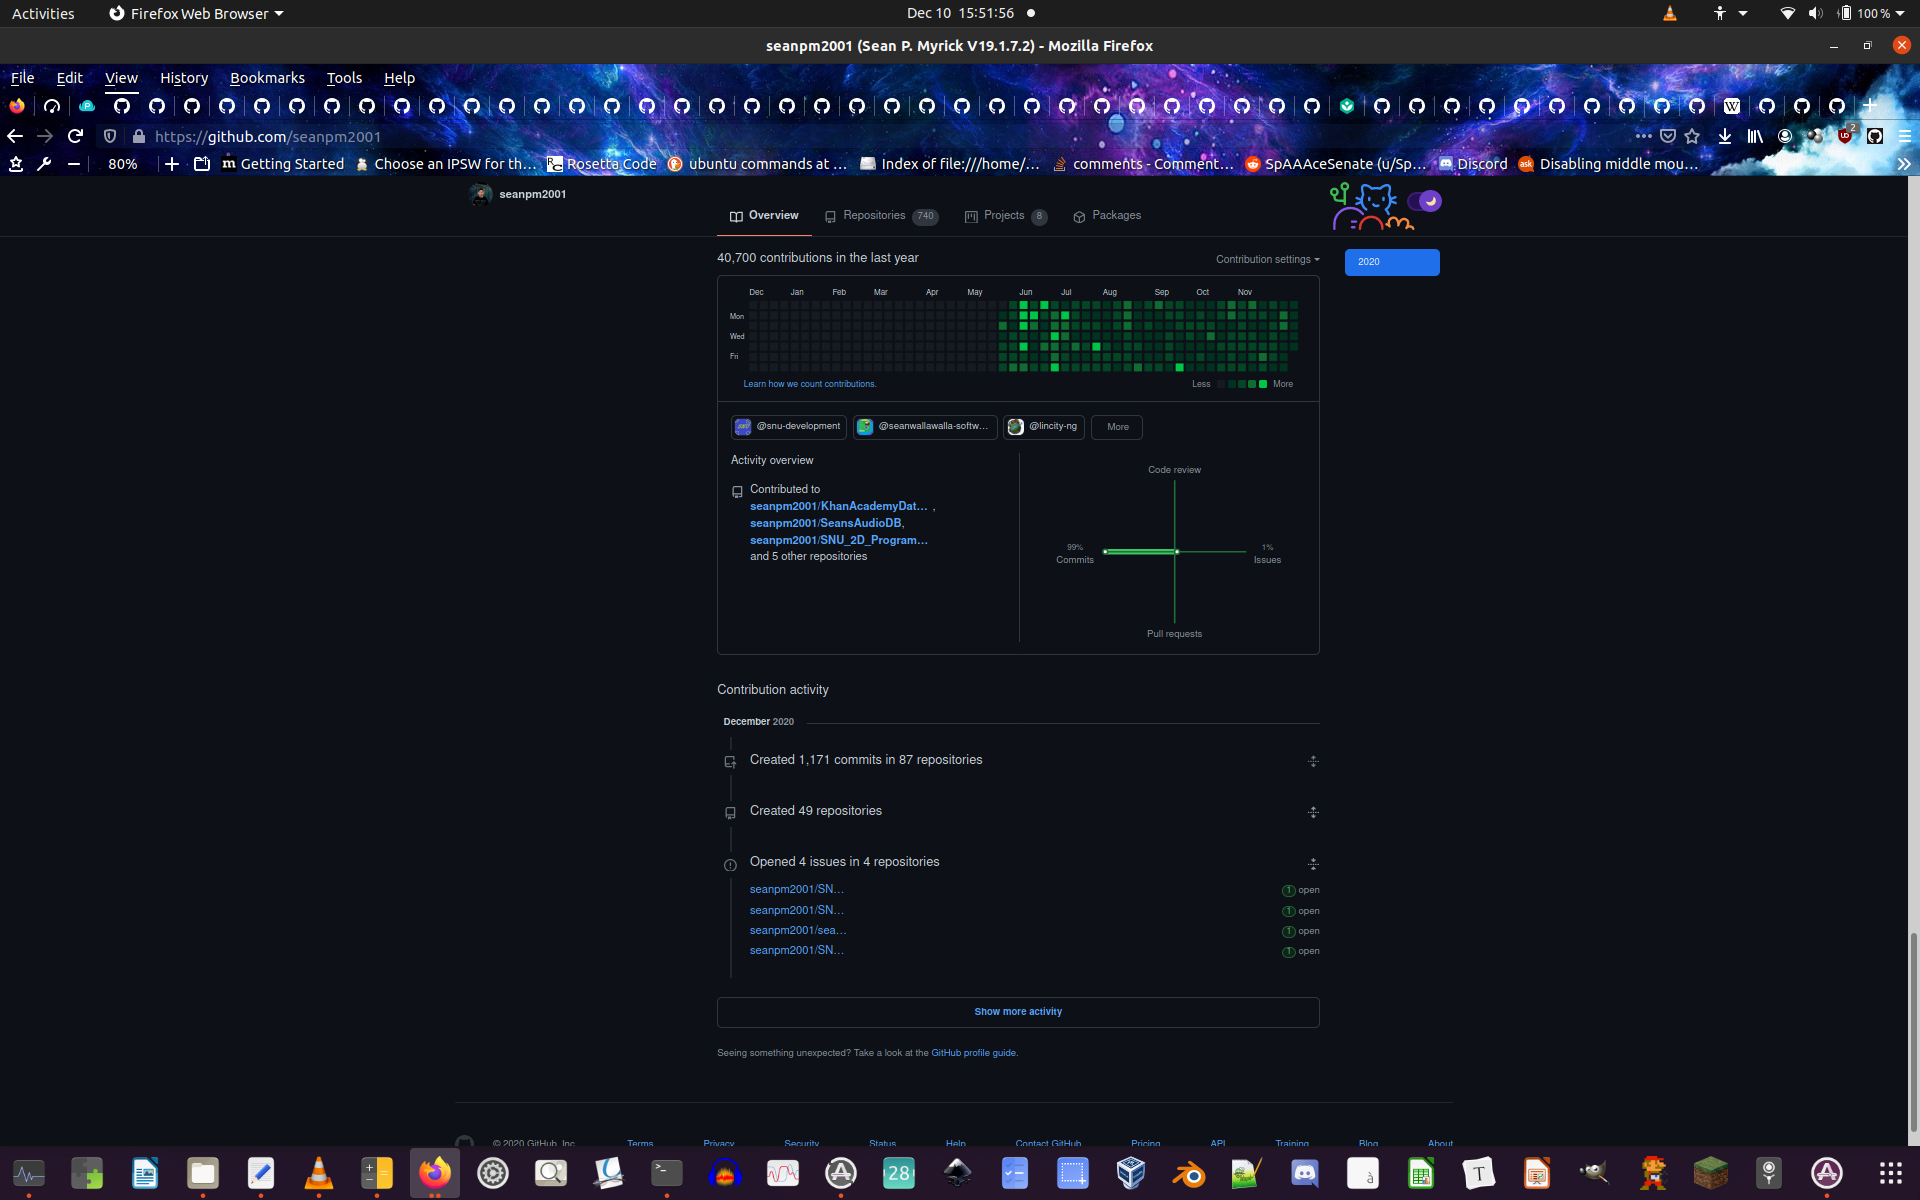 Activities
Firefox Web Browser
Dec 10 15:51:56
100 %
seanpm2001 (Sean P. Myrick V19.1.7.2) - Mozilla Firefox
File Edit View History Bookmarks Tools Help
https://github.com/seanpm2001
2
80%
Getting Started
Choose an IPSW for th…
Rosetta Code
ubuntu commands at …
Index of file:///home/…
comments - Comment…
SpAAAceSenate (u/Sp…
Discord
Disabling middle mou…
seanpm2001
Overview
Repositories 740
Projects 8
Packages
40,700 contributions in the last year
Contribution settings
2020
Dec Jan Feb Mar Apr May Jun Jul Aug Sep Oct Nov
Mon
Wed
Fri
Learn how we count contributions.
Less More
@snu-development
@seanwallawalla-softw…
@lincity-ng
More
Activity overview
Contributed to
seanpm2001/KhanAcademyDat… ,
seanpm2001/SeansAudioDB,
seanpm2001/SNU_2D_Program…
and 5 other repositories
Code review
99%
Commits
1%
Issues
Pull requests
Contribution activity
December 2020
Created 1,171 commits in 87 repositories
Created 49 repositories
Opened 4 issues in 4 repositories
seanpm2001/SN… 1 open
seanpm2001/SN… 1 open
seanpm2001/sea… 1 open
seanpm2001/SN… 1 open
Show more activity
Seeing something unexpected? Take a look at the GitHub profile guide.
© 2020 GitHub, Inc. Terms Privacy Security Status Help Contact GitHub Pricing API Training Blog About
28